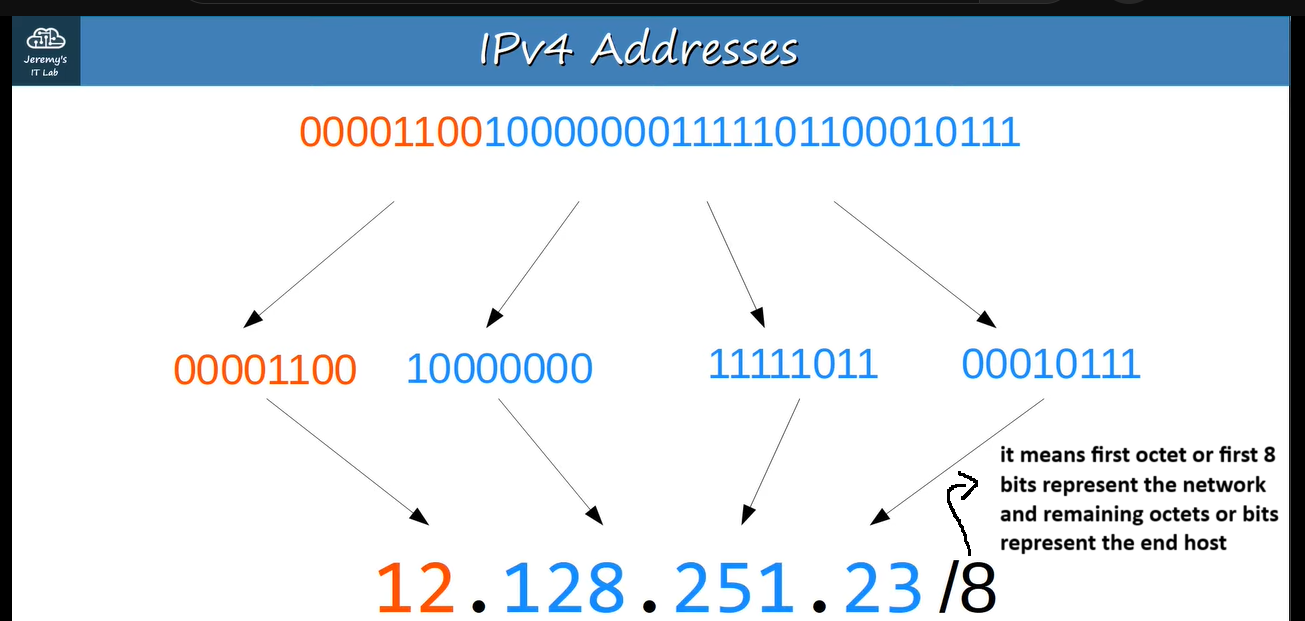 Jeremy's
IT Lab
IPv4 Addresses
00001100100000001111101100010111
00001100 10000000 11111011 00010111
it means first octet or first 8
bits represent the network
and remaining octets or bits
represent the end host
12.128.251.23/8